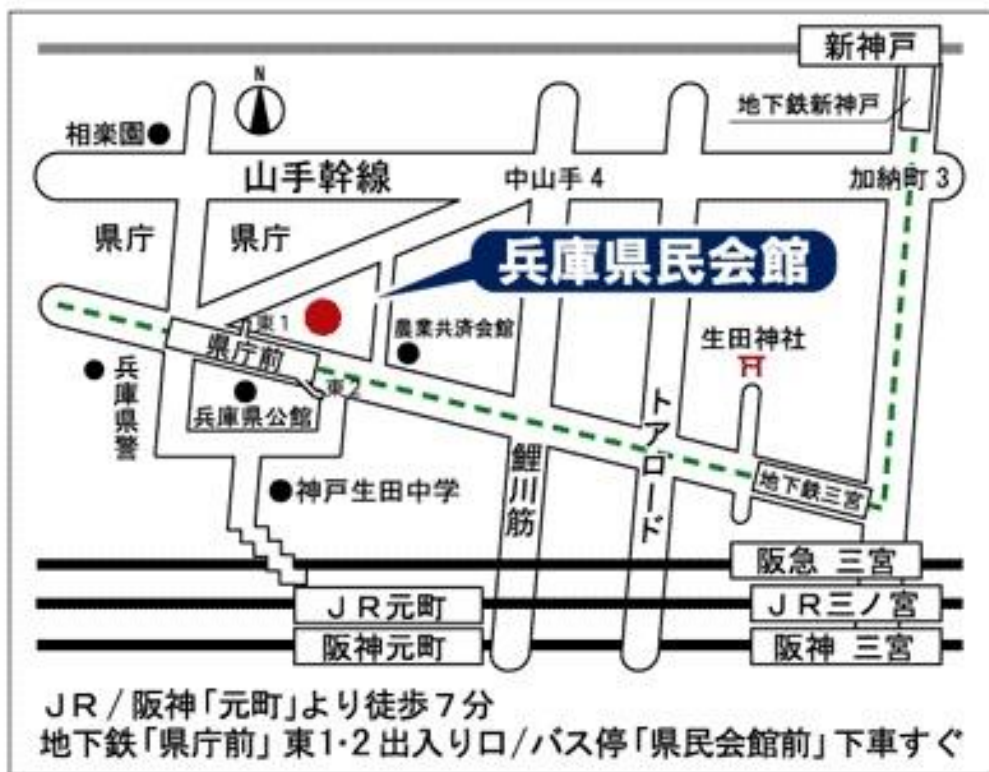 新神戸
N
地下鉄新神戸
相楽園
山手幹線
中山手4
加納町3
県庁
県庁
兵庫県民会館
東1
農業共済会館
生田神社
県庁前
兵庫県警
東2
兵庫県公館
トアロード
鯉川筋
地下鉄三宮
神戸生田中学
阪急 三宮
JR元町
JR三ノ宮
阪神元町
阪神 三宮
JR/阪神「元町」より徒歩7分
地下鉄「県庁前」東1・2出入り口/バス停「県民会館前」下車すぐ